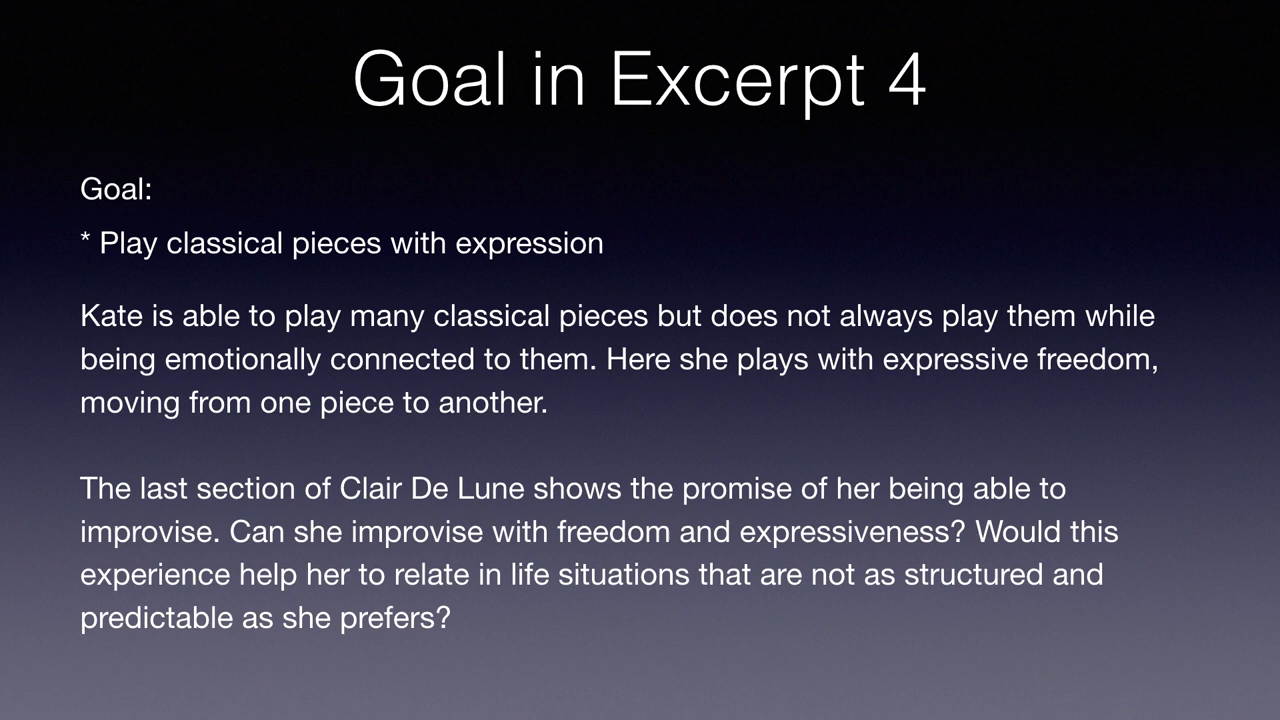 Goal in Excerpt 4
Goal:
* Play classical pieces with expression
Kate is able to play many classical pieces but does not always play them while
being emotionally connected to them. Here she plays with expressive freedom,
moving from one piece to another.
The last section of Clair De Lune shows the promise of her being able to
improvise. Can she improvise with freedom and expressiveness? Would this
experience help her to relate in life situations that are not as structured and
predictable as she prefers?